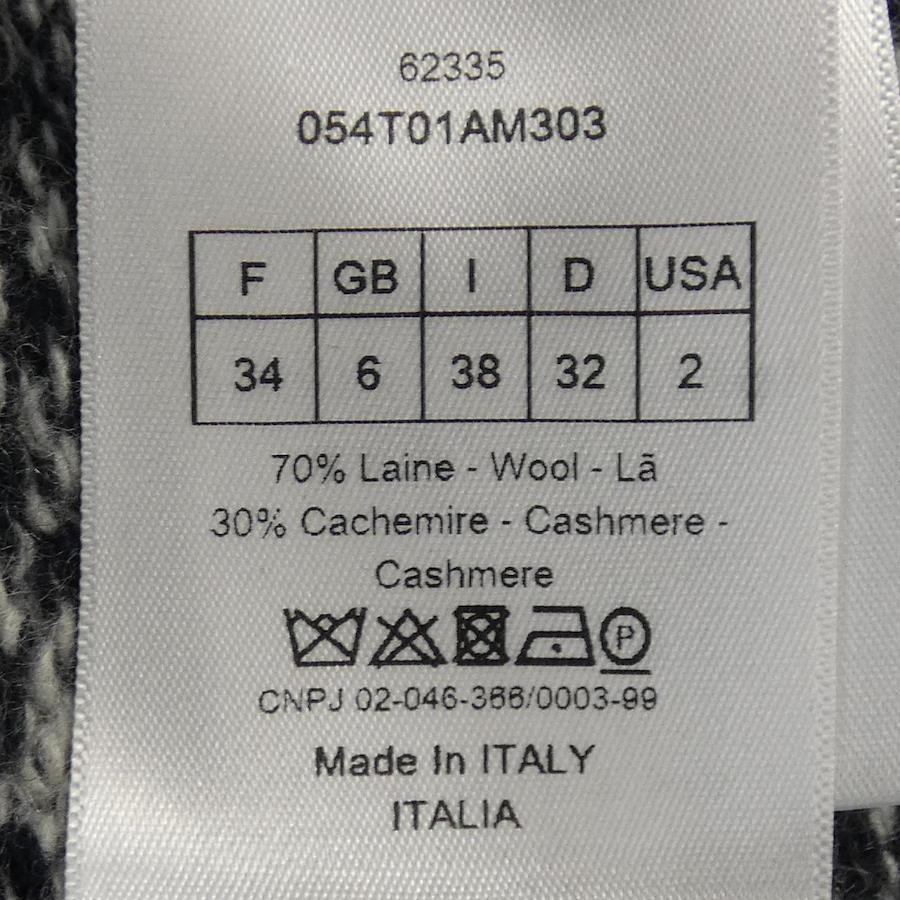 62335
054T01AM303
F GB I D USA
34 6 38 32 2
70% Laine - Wool - Lã
30% Cachemire - Cashmere -
Cashmere
P
CNPJ 02-046-366/0003-99
Made In ITALY
ITALIA